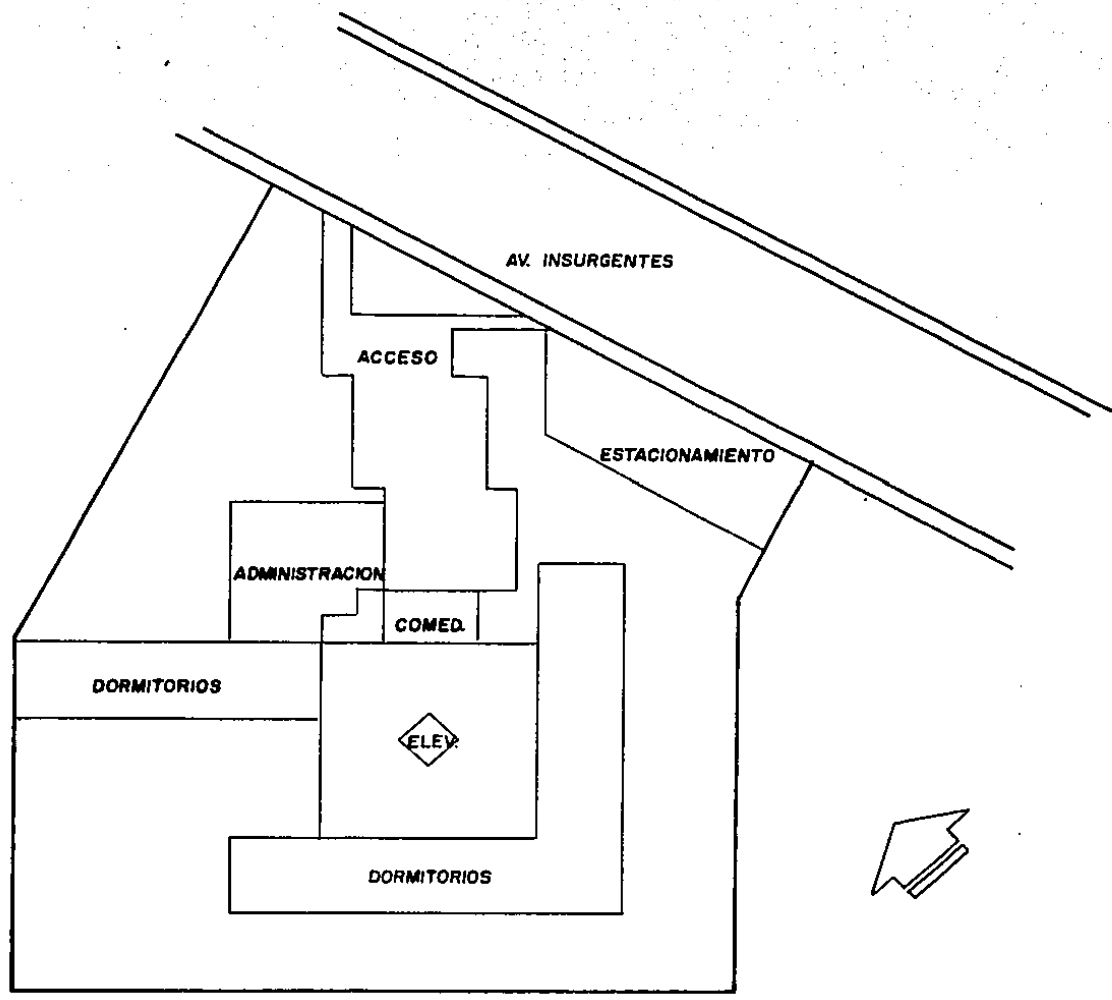 AV. INSURGENTES
ACCESO
ESTACIONAMIENTO
ADMINISTRACION
COMED.
DORMITORIOS
ELEV.
DORMITORIOS